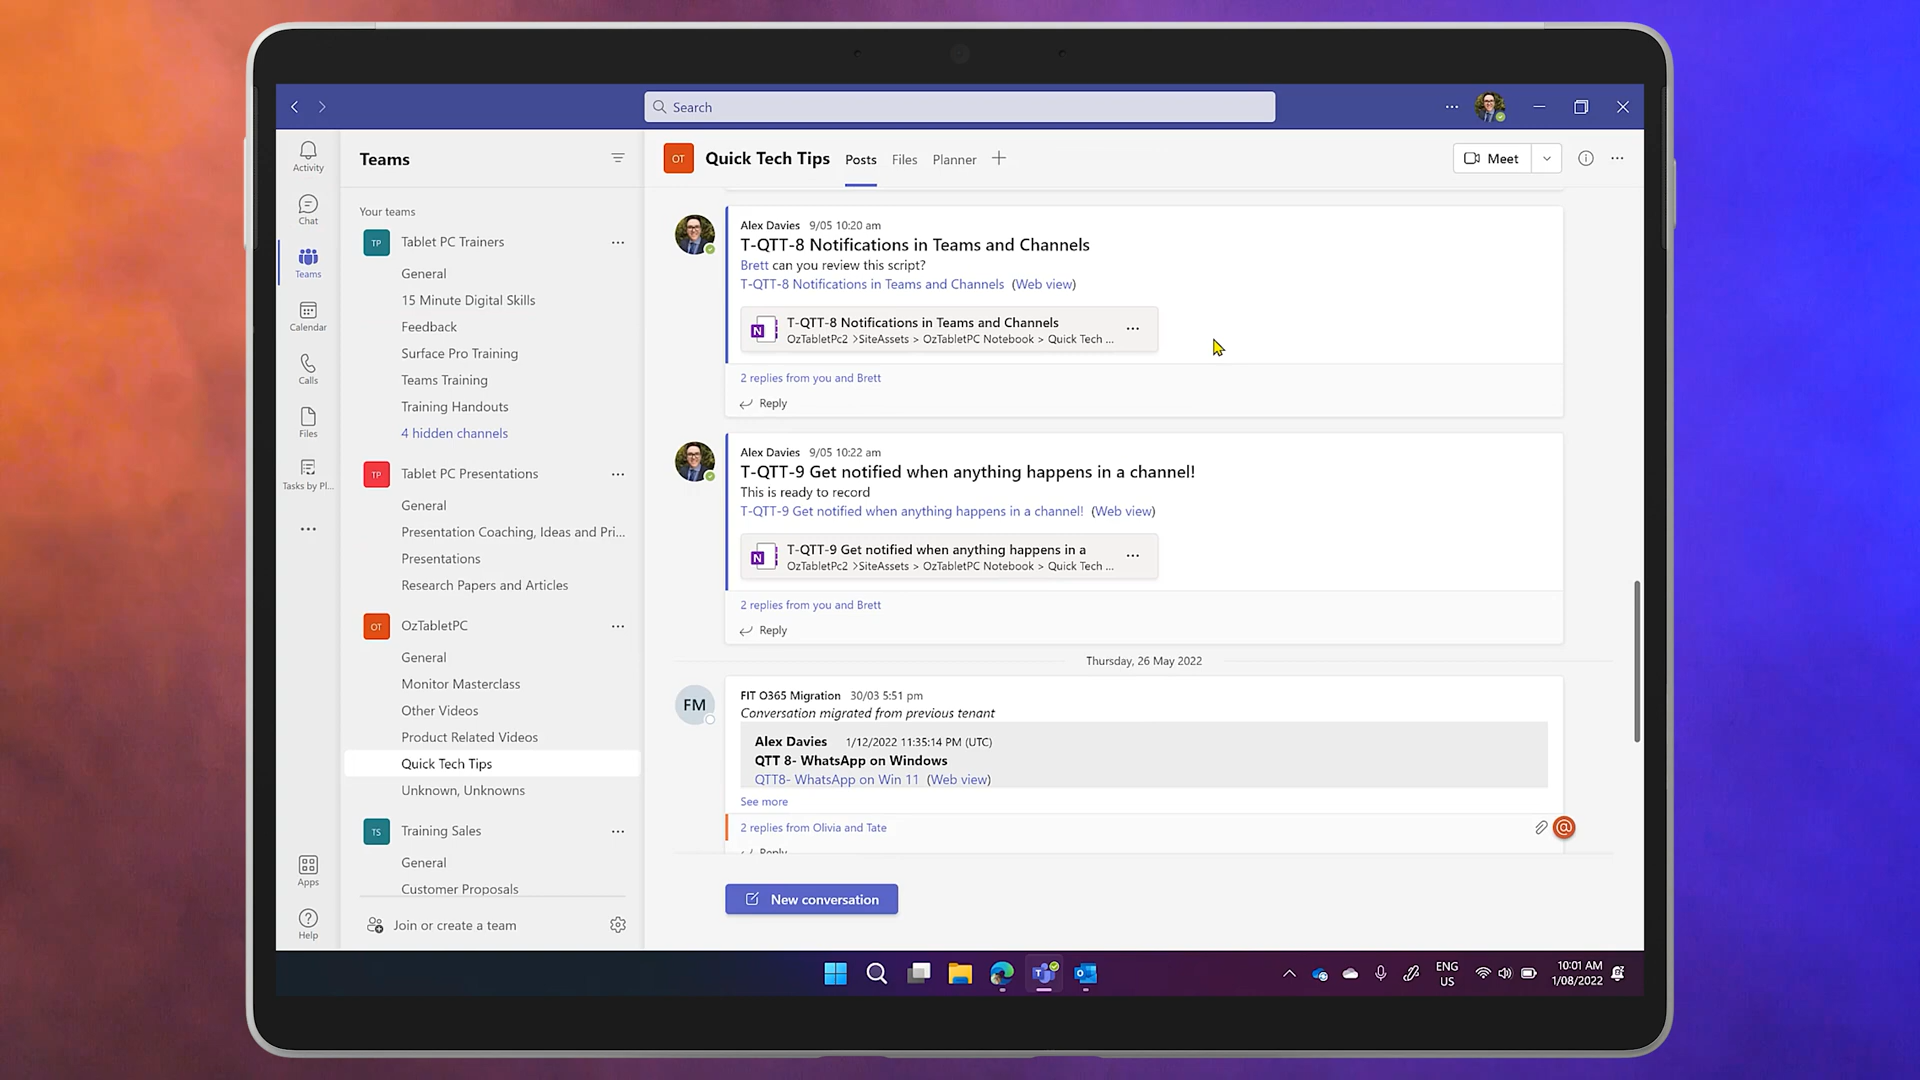 Search
Activity
Chat
Teams
Calendar
Calls
Files
Tasks by Pl...
Apps
Help
Teams
Your teams
TP Tablet PC Trainers
General
15 Minute Digital Skills
Feedback
Surface Pro Training
Teams Training
Training Handouts
4 hidden channels
TP Tablet PC Presentations
General
Presentation Coaching, Ideas and Pri...
Presentations
Research Papers and Articles
OT OzTabletPC
General
Monitor Masterclass
Other Videos
Product Related Videos
Quick Tech Tips
Unknown, Unknowns
TS Training Sales
General
Customer Proposals
Join or create a team
OT Quick Tech Tips Posts Files Planner
Meet
Alex Davies 9/05 10:20 am
T-QTT-8 Notifications in Teams and Channels
Brett can you review this script?
T-QTT-8 Notifications in Teams and Channels (Web view)
N T-QTT-8 Notifications in Teams and Channels
OzTabletPc2 >SiteAssets > OzTabletPC Notebook > Quick Tech ...
2 replies from you and Brett
Reply
Alex Davies 9/05 10:22 am
T-QTT-9 Get notified when anything happens in a channel!
This is ready to record
T-QTT-9 Get notified when anything happens in a channel! (Web view)
N T-QTT-9 Get notified when anything happens in a
OzTabletPc2 >SiteAssets > OzTabletPC Notebook > Quick Tech ...
2 replies from you and Brett
Reply
Thursday, 26 May 2022
FM FIT O365 Migration 30/03 5:51 pm
Conversation migrated from previous tenant
Alex Davies 1/12/2022 11:35:14 PM (UTC)
QTT 8- WhatsApp on Windows
QTT8- WhatsApp on Win 11 (Web view)
See more
2 replies from Olivia and Tate
@
Reply
New conversation
ENG
US
10:01 AM
1/08/2022